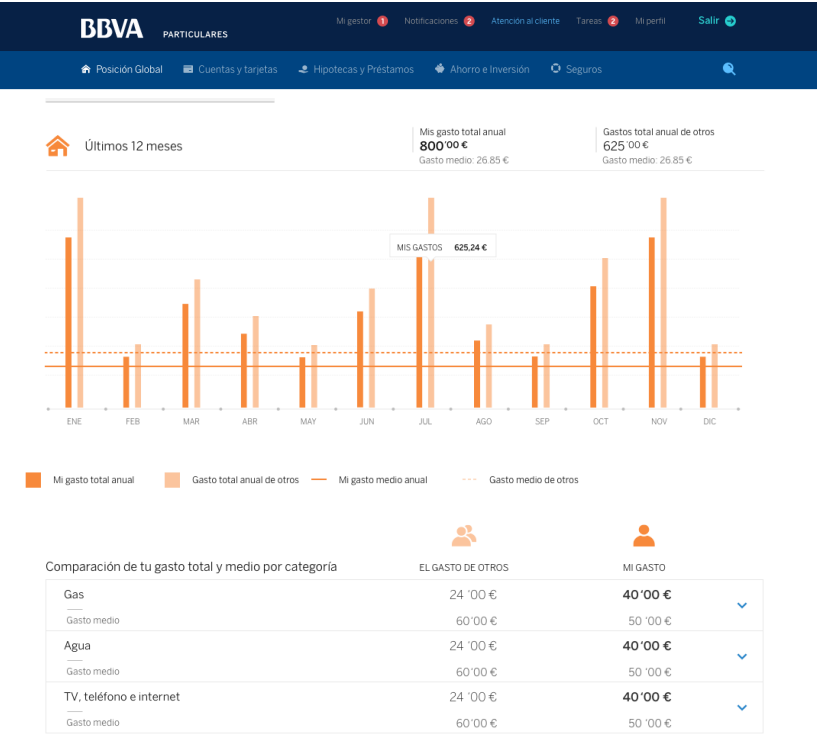 BBVA PARTICULARES
Mi gestor 1 Notificaciones 2 Atención al cliente Tareas 2 Mi perfil Salir
Posición Global Cuentas y tarjetas Hipotecas y Préstamos Ahorro e Inversión Seguros
Últimos 12 meses
Mis gasto total anual
800'00 €
Gasto medio: 26.85 €
Gastos total anual de otros
625'00 €
Gasto medio: 26.85 €
MIS GASTOS 625,24 €
ENE FEB MAR ABR MAY JUN JUL AGO SEP OCT NOV DIC
Mi gasto total anual Gasto total anual de otros Mi gasto medio anual Gasto medio de otros
Comparación de tu gasto total y medio por categoría EL GASTO DE OTROS MI GASTO
Gas 24 '00 € 40'00 €
Gasto medio 60'00 € 50 '00 €
Agua 24 '00 € 40'00 €
Gasto medio 60'00 € 50 '00 €
TV, teléfono e internet 24 '00 € 40'00 €
Gasto medio 60'00 € 50 '00 €